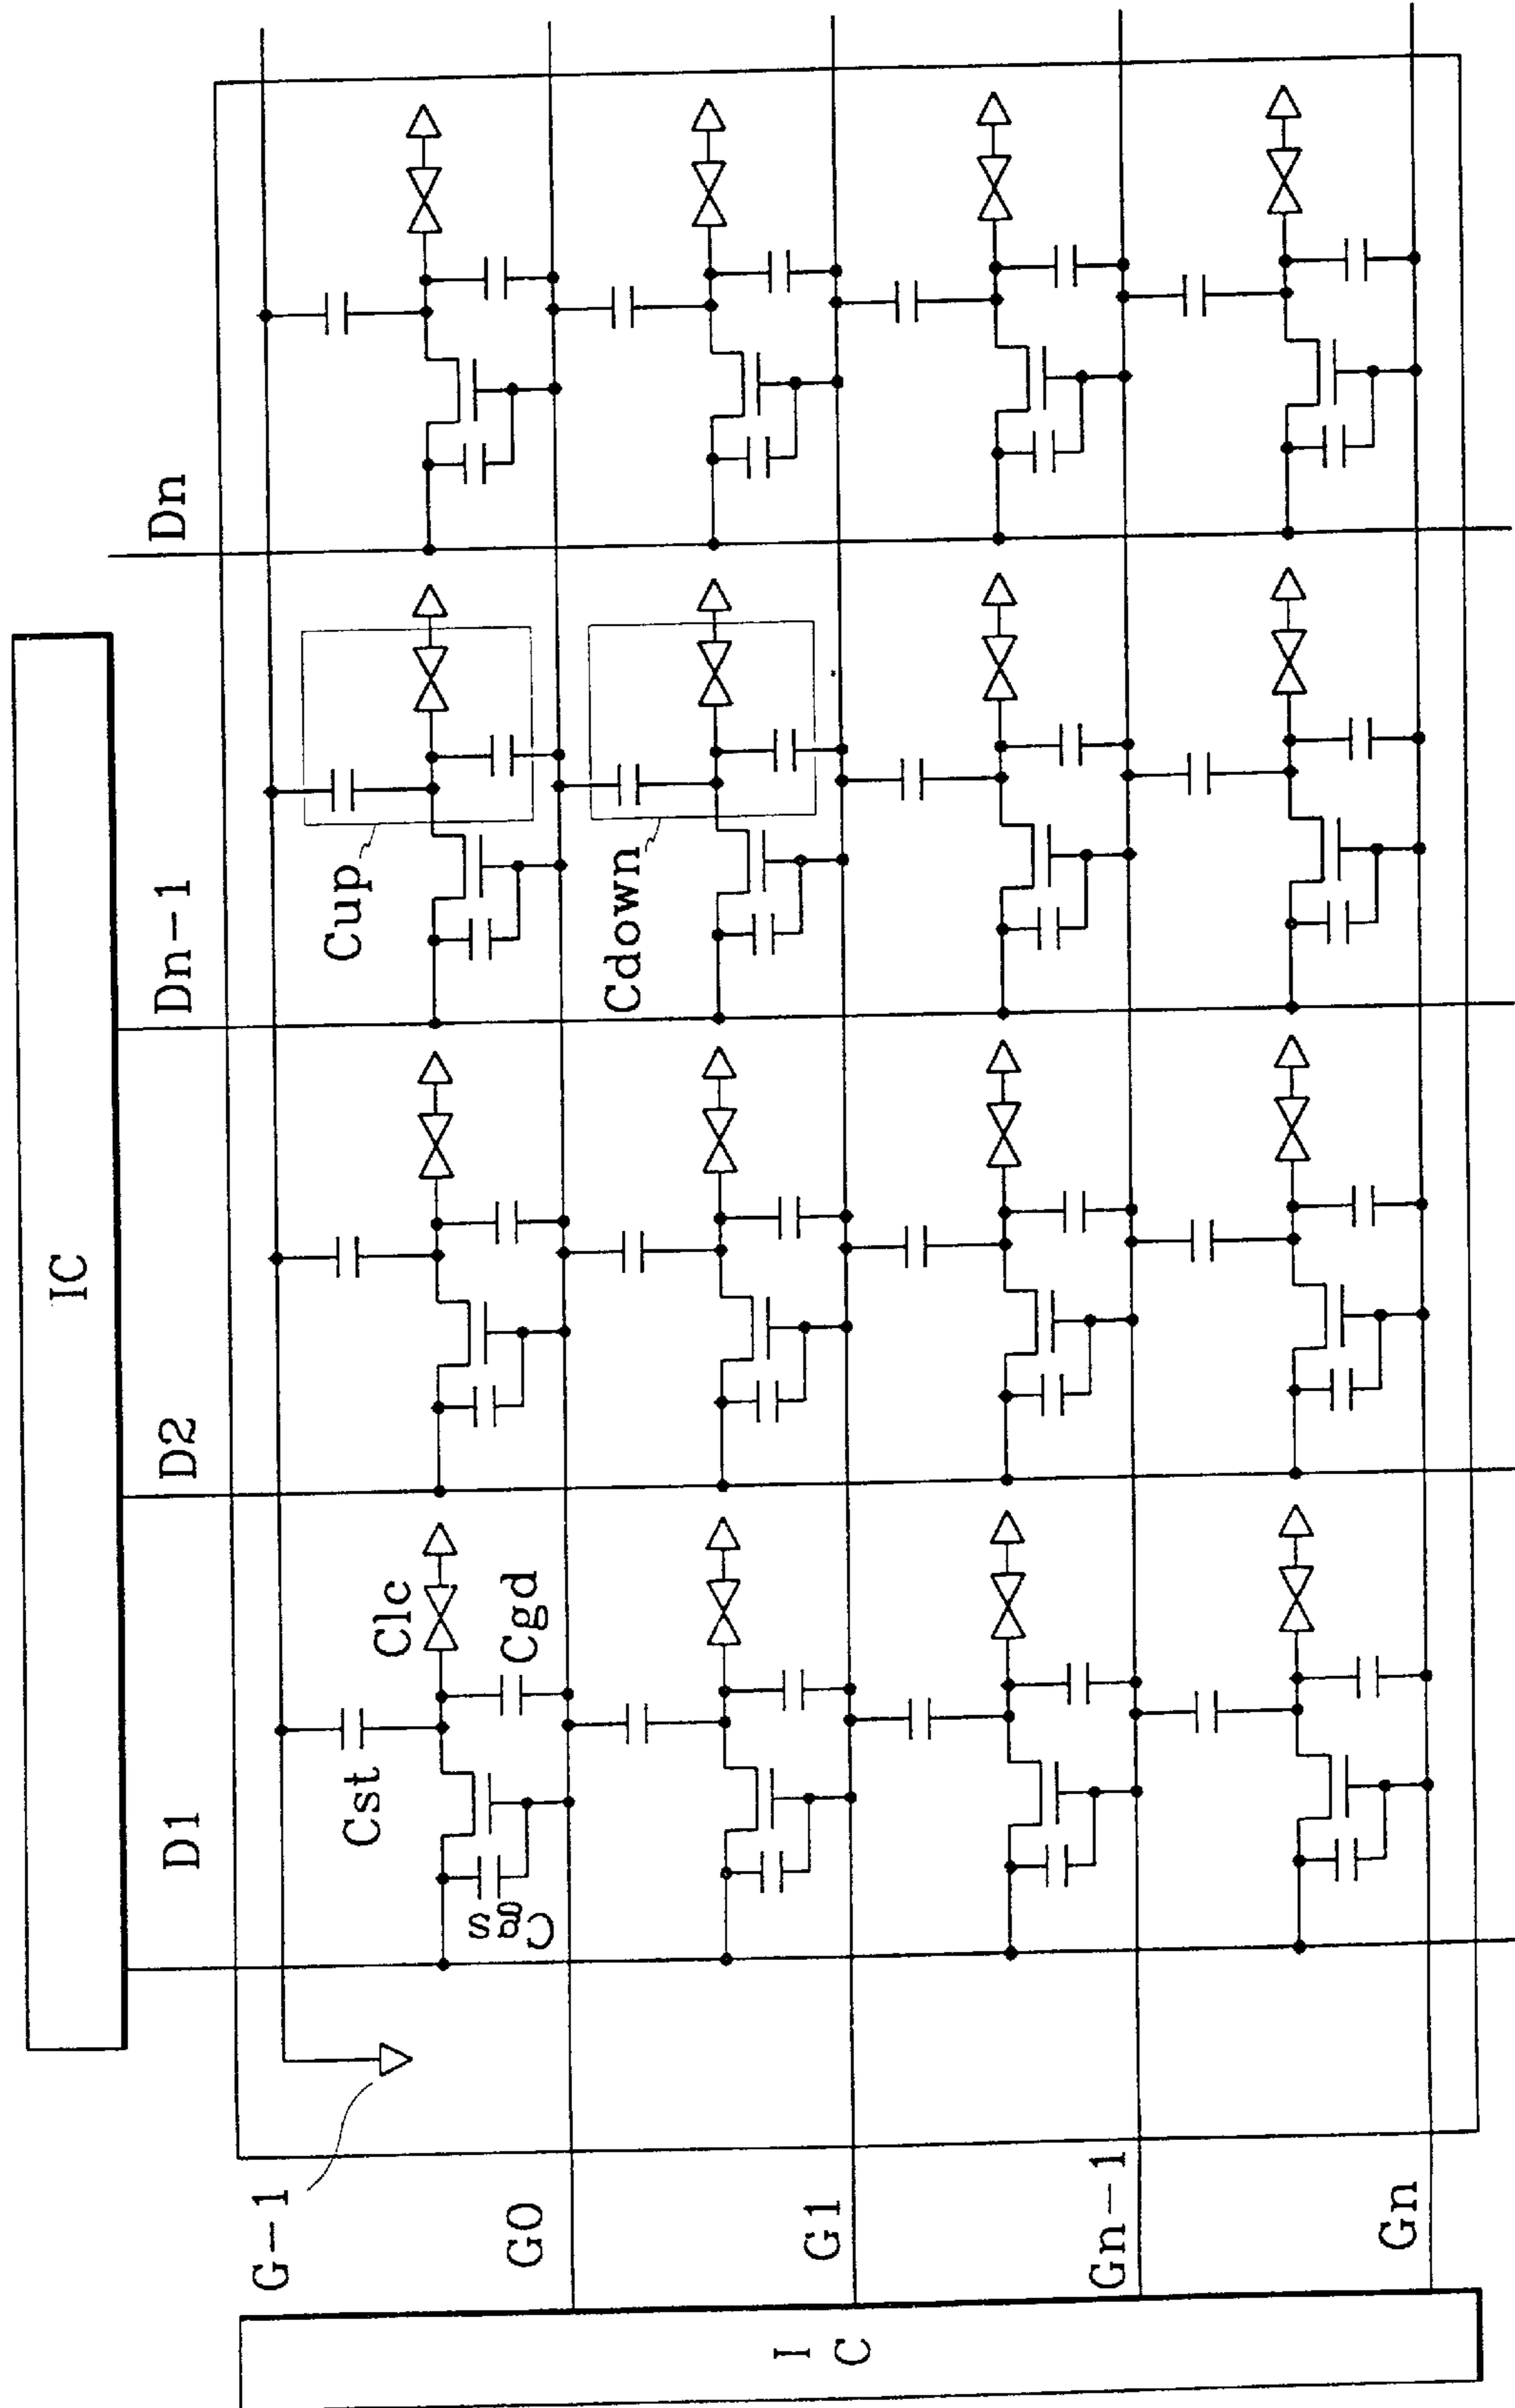 IC
D1
D2
Dn-1
Dn
G-1
Cst
Clc
Cgd
Cgs
Cup
G0
Cdown
G1
Gn-1
Gn
I C